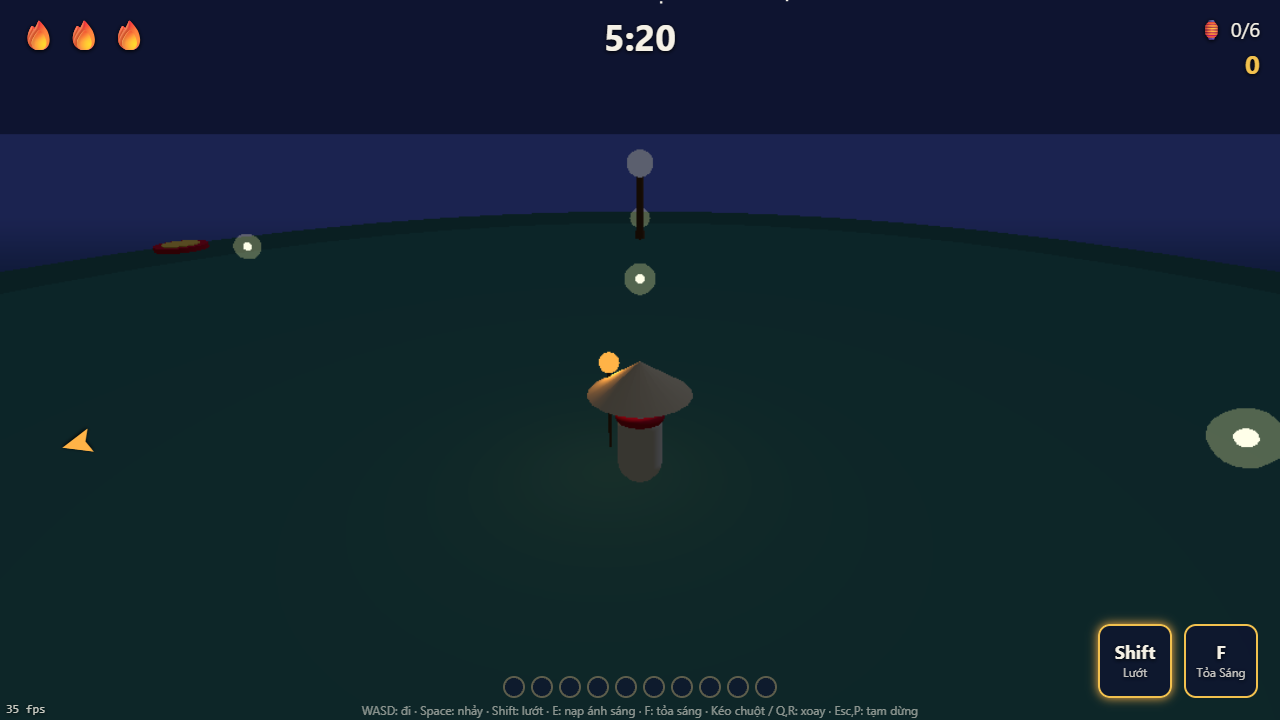 5:20
0/6
0
Shift
Lướt
F
Tỏa Sáng
WASD: đi · Space: nhảy · Shift: lướt · E: nạp ánh sáng · F: tỏa sáng · Kéo chuột / Q,R: xoay · Esc,P: tạm dừng
35 fps